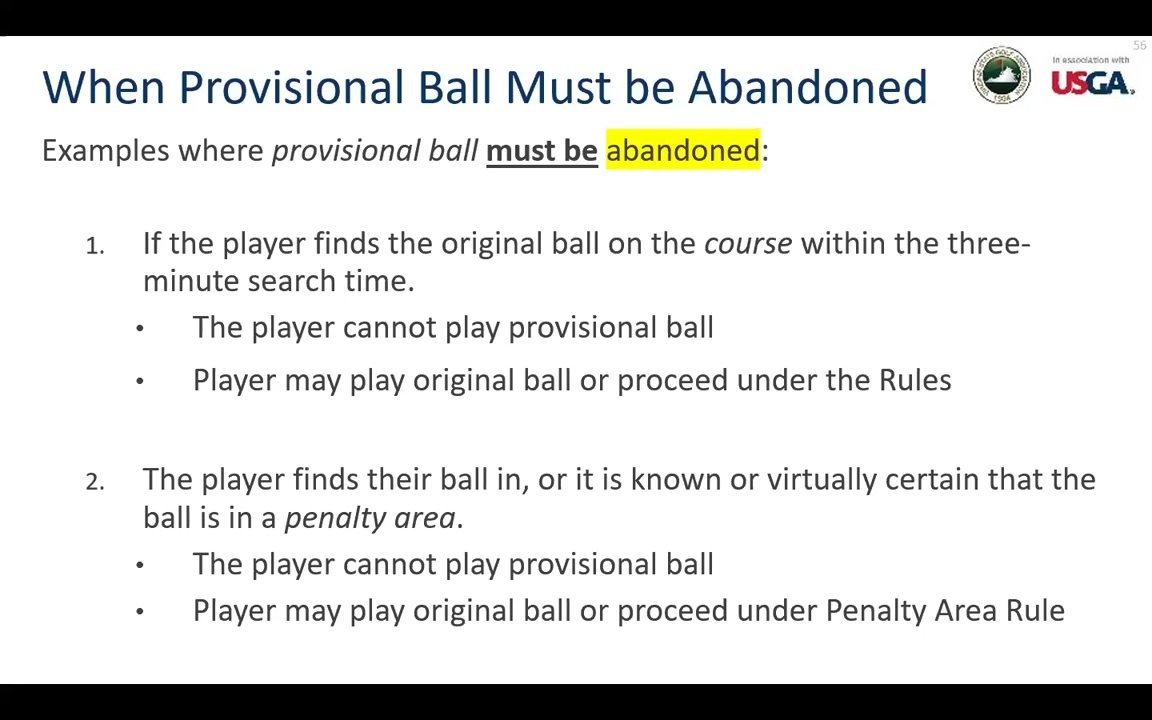 56
When Provisional Ball Must be Abandoned
In association with
USGA
Examples where provisional ball must be abandoned:
1. If the player finds the original ball on the course within the three-
minute search time.
• The player cannot play provisional ball
• Player may play original ball or proceed under the Rules
2. The player finds their ball in, or it is known or virtually certain that the
ball is in a penalty area.
• The player cannot play provisional ball
• Player may play original ball or proceed under Penalty Area Rule